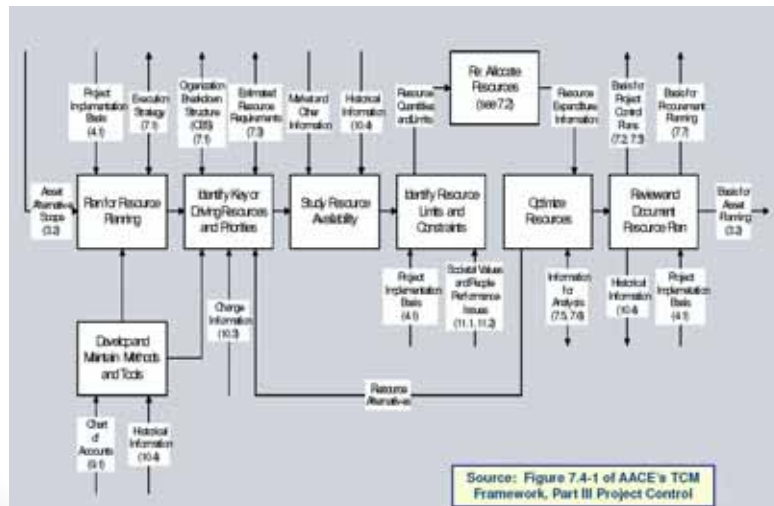 Re: Allocate
Resources
(see 7.2)
Project
Implementation
Basis
(4.1)
Execution
Strategy
(7.1)
Organization
Breakdown
Structure
(OBS)
(7.1)
Estimated
Resource
Requirements
(7.3)
Market and
Other
Information
Historical
Information
(10.4)
Resource
Quantities
and Limits
Resource
Expenditure
Information
Basis for
Project
Control
Plans
(7.2, 7.3)
Basis for
Procurement
Planning
(7.7)
Asset
Alternative
Scope
(3.2)
Plan for Resource
Planning
Identify Key or
Driving Resources
and Priorities
Study Resource
Availability
Identify Resource
Limits and
Constraints
Optimize
Resources
Review and
Document
Resource Plan
Basis for
Asset
Planning
(3.2)
Project
Implementation
Basis
(4.1)
Societal Values
and People
Performance
Issues
(11.1, 11.2)
Information
for
Analysis
(7.5, 7.6)
Historical
Information
(10.4)
Project
Implementation
Basis
(4.1)
Change
Information
(10.3)
Develop and
Maintain Methods
and Tools
Resource
Alternatives
Chart
of
Accounts
(9.1)
Historical
Information
(10.4)
Source: Figure 7.4-1 of AACE's TCM
Framework, Part III Project Control